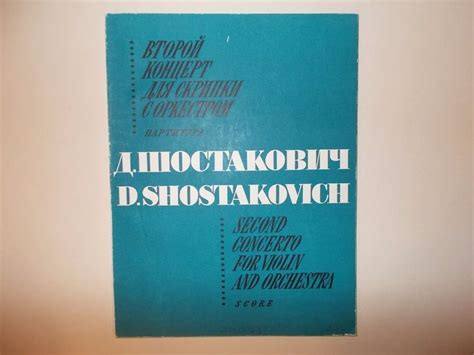 ВТОРОЙ
КОНЦЕРТ
ДЛЯ СКРИПКИ
С ОРКЕСТРОМ
ПАРТИТУРА
Д.ШОСТАКОВИЧ
D.SHOSTAKOVICH
SECOND
CONCERTO
FOR VIOLIN
AND ORCHESTRA
SCORE